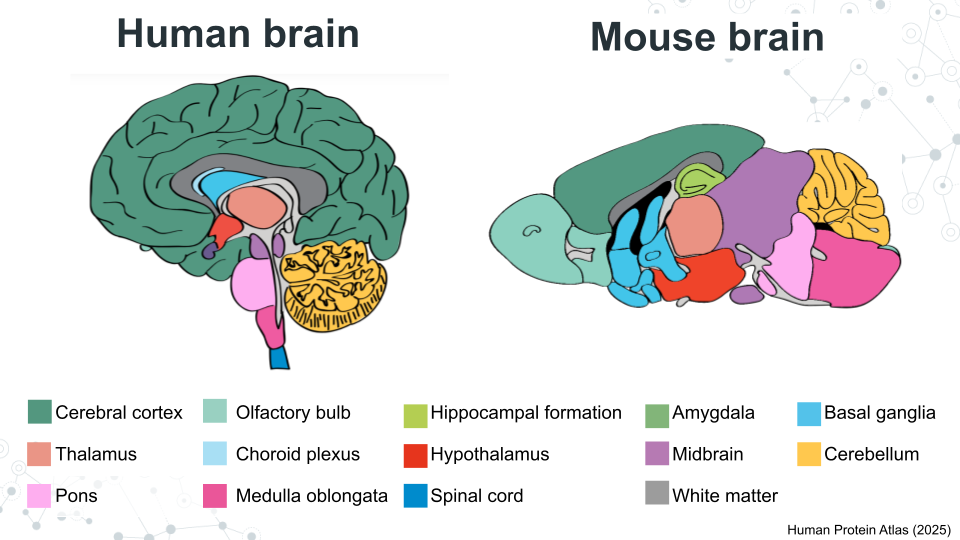 Human brain
Mouse brain
Cerebral cortex
Olfactory bulb
Hippocampal formation
Amygdala
Basal ganglia
Thalamus
Choroid plexus
Hypothalamus
Midbrain
Cerebellum
Pons
Medulla oblongata
Spinal cord
White matter
Human Protein Atlas (2025)